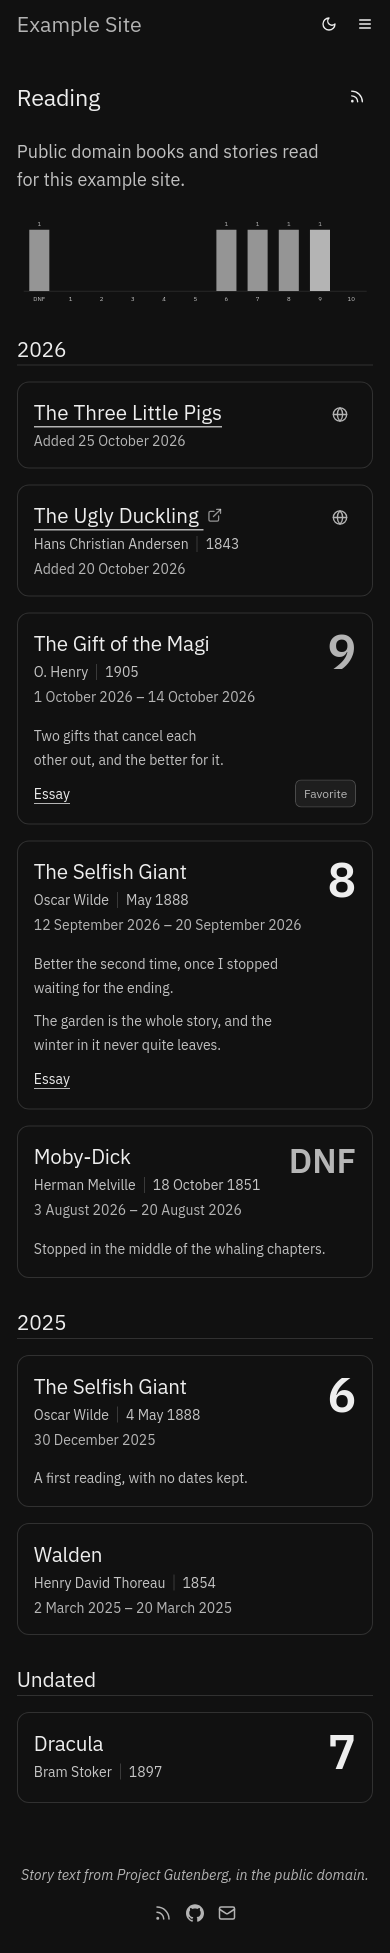 Example Site
Reading
Public domain books and stories read
for this example site.
1 1 1 1 1
DNF 1 2 3 4 5 6 7 8 9 10
2026
The Three Little Pigs
Added 25 October 2026
The Ugly Duckling
Hans Christian Andersen | 1843
Added 20 October 2026
The Gift of the Magi 9
O. Henry | 1905
1 October 2026 – 14 October 2026
Two gifts that cancel each
other out, and the better for it.
Essay Favorite
The Selfish Giant 8
Oscar Wilde | May 1888
12 September 2026 – 20 September 2026
Better the second time, once I stopped
waiting for the ending.
The garden is the whole story, and the
winter in it never quite leaves.
Essay
Moby-Dick DNF
Herman Melville | 18 October 1851
3 August 2026 – 20 August 2026
Stopped in the middle of the whaling chapters.
2025
The Selfish Giant 6
Oscar Wilde | 4 May 1888
30 December 2025
A first reading, with no dates kept.
Walden
Henry David Thoreau | 1854
2 March 2025 – 20 March 2025
Undated
Dracula 7
Bram Stoker | 1897
Story text from Project Gutenberg, in the public domain.